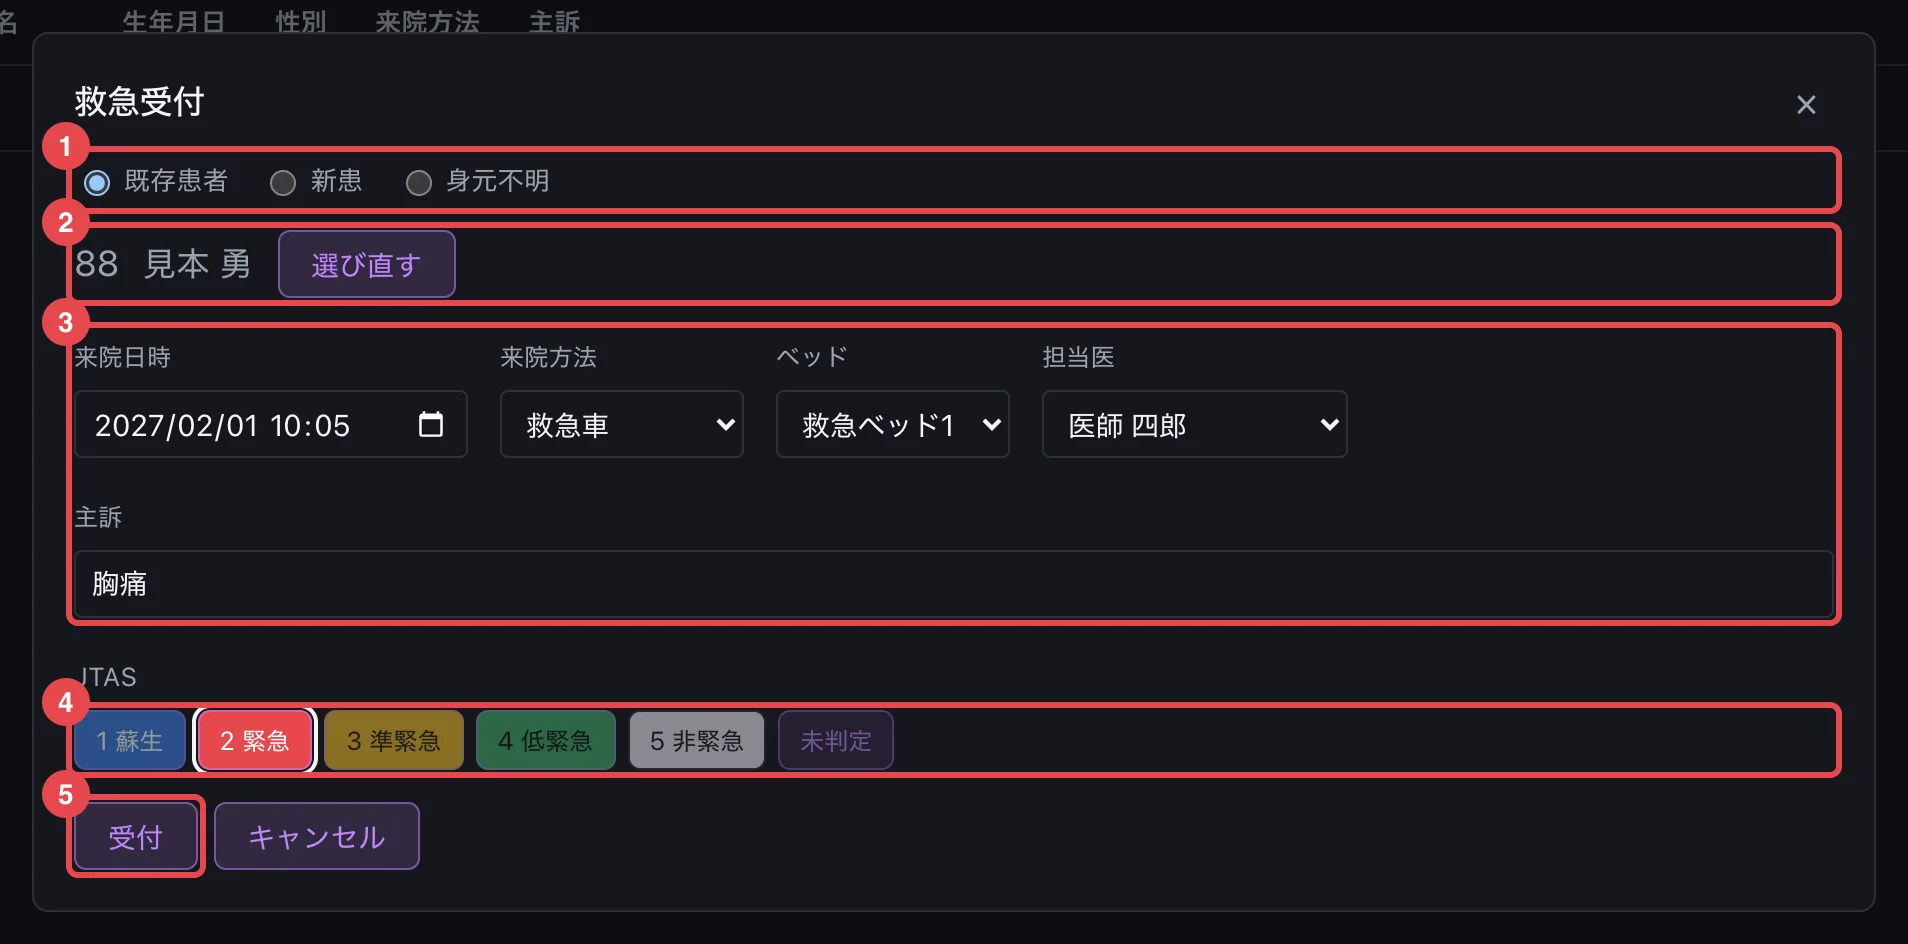 名 生年月日 性別 来院方法 主訴
救急受付 ×
1
既存患者 新患 身元不明
2
88 見本 勇 選び直す
3
来院日時 来院方法 ベッド 担当医
2027/02/01 10:05 救急車 救急ベッド1 医師 四郎
主訴
胸痛
JTAS
4
1 蘇生 2 緊急 3 準緊急 4 低緊急 5 非緊急 未判定
5
受付 キャンセル